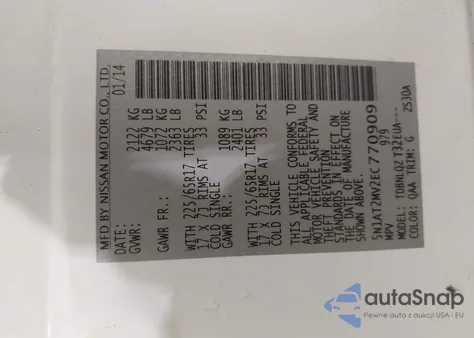 MFD BY NISSAN MOTOR CO., LTD.
DATE: 01/14
GVWR: 2122 KG
4679 LB
GAWR FR.: 1072 KG
2363 LB
WITH 225/65R17 TIRES
17 X 7J RIMS AT 33 PSI
COLD SINGLE
GAWR RR.: 1089 KG
2401 LB
WITH 225/65R17 TIRES
17 X 7J RIMS AT 33 PSI
COLD SINGLE
THIS VEHICLE CONFORMS TO
ALL APPLICABLE FEDERAL
MOTOR VEHICLE SAFETY AND
THEFT PREVENTION
STANDARDS IN EFFECT ON
THE DATE OF MANUFACTURE
SHOWN ABOVE.
5N1AT2MV2EC770909
MPV 979
MODEL: TDBNLQZ T32EUA---
COLOR: QAA TRIM: G ZS30A
autoSnap
Pewne auta z aukcji USA i EU